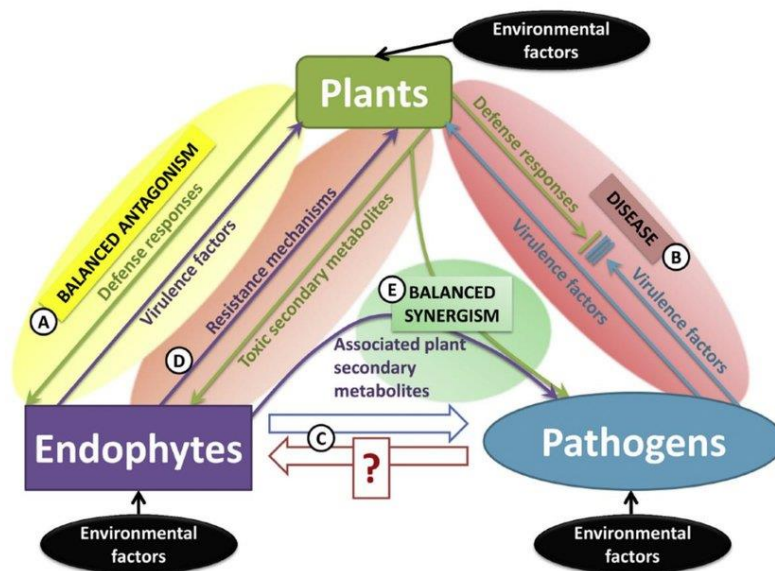 Environmental
factors
Plants
BALANCED ANTAGONISM
Defense responses
Virulence factors
A
Resistance mechanisms
Toxic secondary metabolites
D
Defense responses
DISEASE
B
Virulence factors
Virulence factors
E
BALANCED
SYNERGISM
Associated plant
secondary
metabolites
Endophytes
C
?
Pathogens
Environmental
factors
Environmental
factors